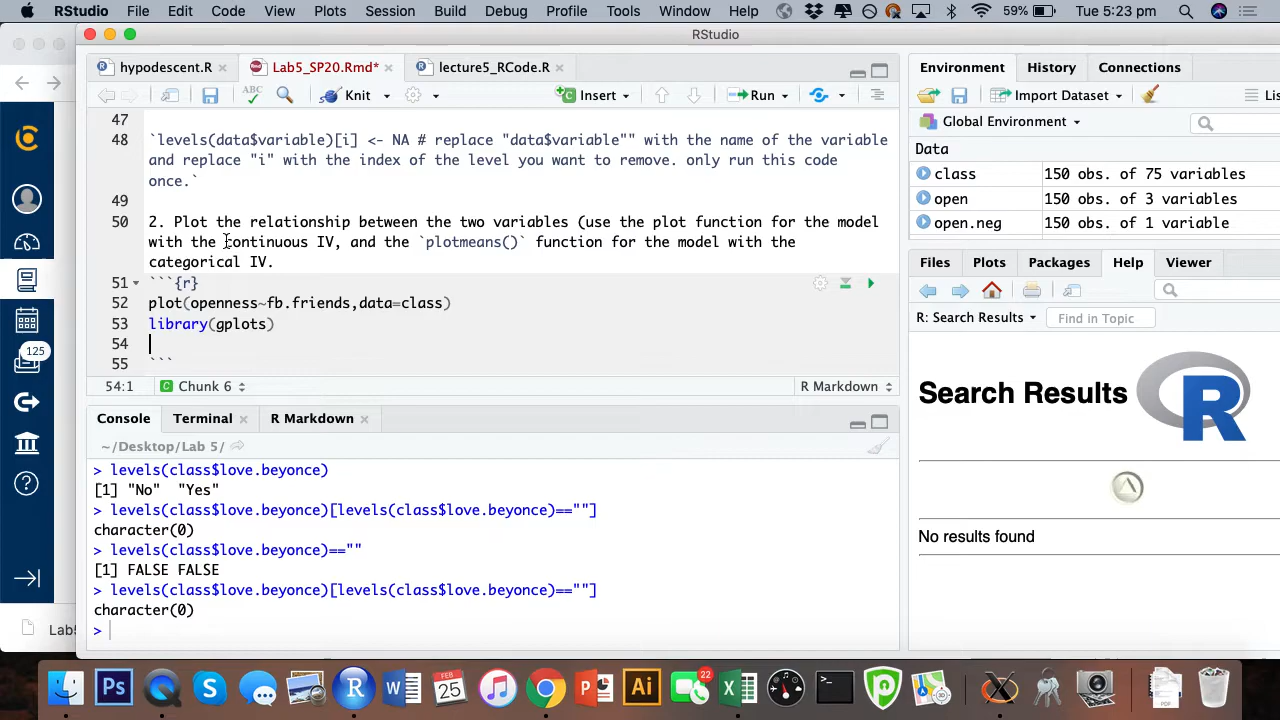 RStudio File Edit Code View Plots Session Build Debug Profile Tools Window Help 59% Tue 5:23 pm
RStudio
hypodescent.R Lab5_SP20.Rmd* lecture5_RCode.R
ABC Knit Insert Run
47
48 `levels(data$variable)[i] <- NA # replace "data$variable"" with the name of the variable
and replace "i" with the index of the level you want to remove. only run this code
once.`
49
50 2. Plot the relationship between the two variables (use the plot function for the model
with the continuous IV, and the `plotmeans()` function for the model with the
categorical IV.
51 ```{r}
52 plot(openness~fb.friends,data=class)
53 library(gplots)
54
55 ```
54:1 Chunk 6 R Markdown
Console Terminal R Markdown
~/Desktop/Lab 5/
> levels(class$love.beyonce)
[1] "No" "Yes"
> levels(class$love.beyonce)[levels(class$love.beyonce)==""]
character(0)
> levels(class$love.beyonce)==""
[1] FALSE FALSE
> levels(class$love.beyonce)[levels(class$love.beyonce)==""]
character(0)
>
Environment History Connections
Import Dataset Lis
Global Environment
Data
class 150 obs. of 75 variables
open 150 obs. of 3 variables
open.neg 150 obs. of 1 variable
Files Plots Packages Help Viewer
R: Search Results Find in Topic
Search Results R
No results found
125
Lab5
Ps
S
R
W
FEB
25
P
Ai
22
X
PDF